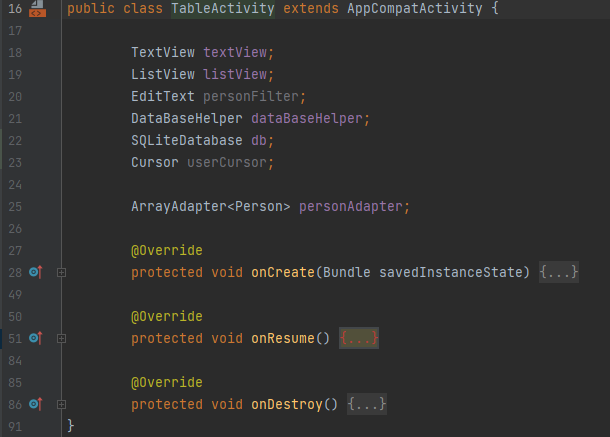 16 public class TableActivity extends AppCompatActivity {
17
18 TextView textView;
19 ListView listView;
20 EditText personFilter;
21 DataBaseHelper dataBaseHelper;
22 SQLiteDatabase db;
23 Cursor userCursor;
24
25 ArrayAdapter<Person> personAdapter;
26
27 @Override
28 protected void onCreate(Bundle savedInstanceState) {...}
49
50 @Override
51 protected void onResume() {...}
84
85 @Override
86 protected void onDestroy() {...}
91 }